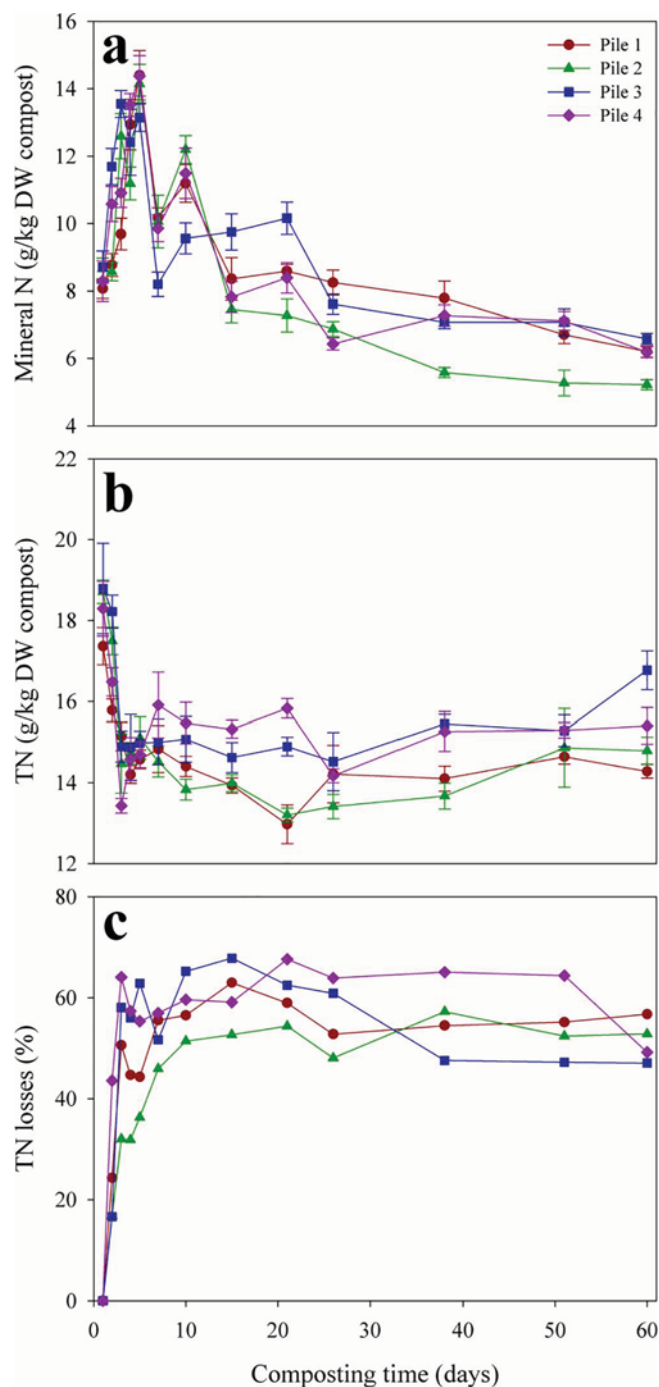 16
14
12
10
8
6
4
Mineral N (g/kg DW compost)
a
Pile 1
Pile 2
Pile 3
Pile 4
22
20
18
16
14
12
TN (g/kg DW compost)
b
80
60
40
20
0
TN losses (%)
c
0 10 20 30 40 50 60
Composting time (days)